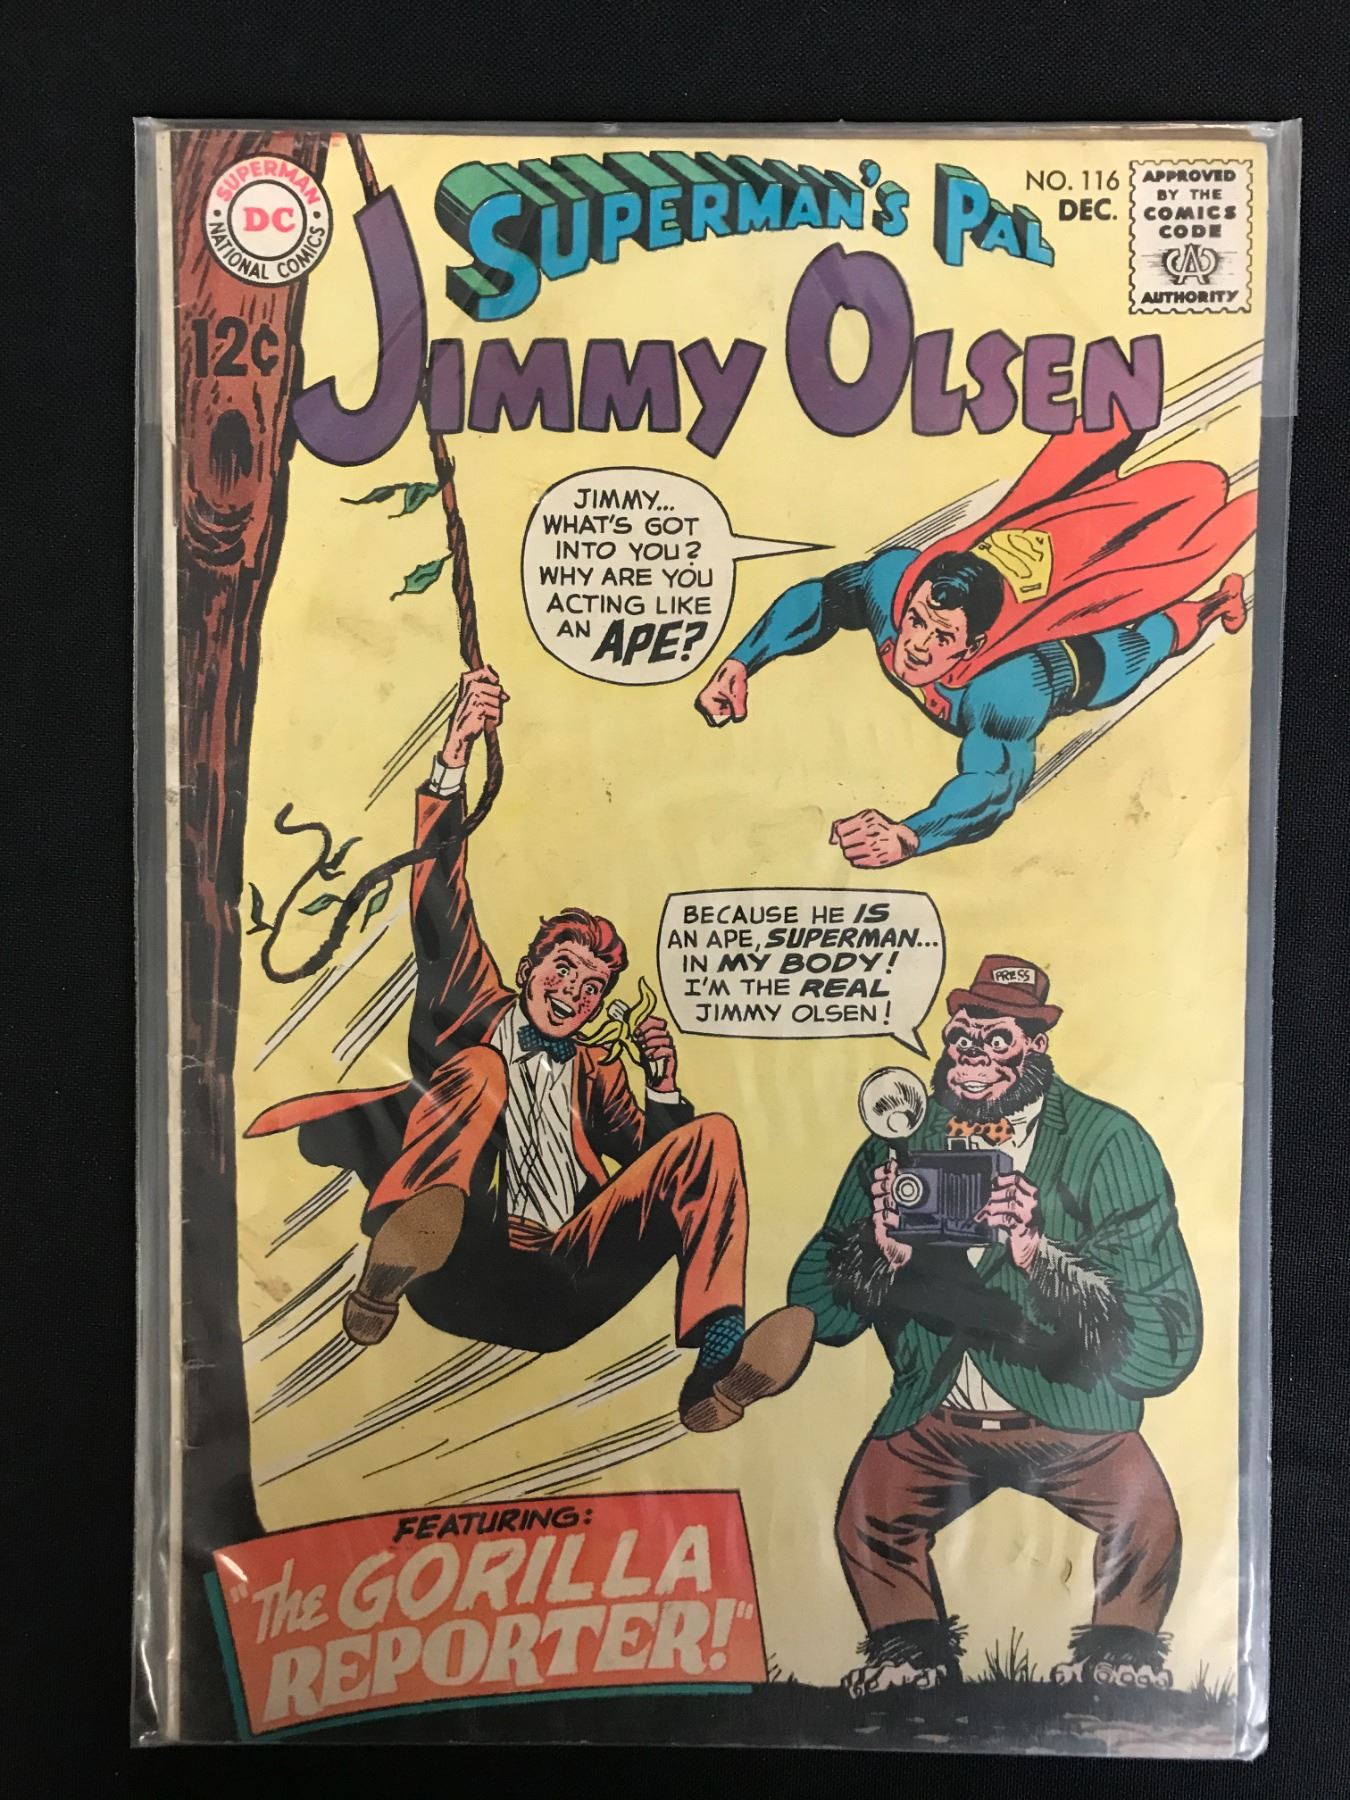 SUPERMAN
DC
NATIONAL COMICS
12¢
SUPERMAN'S PAL
JIMMY OLSEN
NO. 116
DEC.
APPROVED
BY THE
COMICS
CODE
CA
AUTHORITY
JIMMY...
WHAT'S GOT
INTO YOU?
WHY ARE YOU
ACTING LIKE
AN APE?
S
BECAUSE HE IS
AN APE, SUPERMAN...
IN MY BODY!
I'M THE REAL
JIMMY OLSEN!
PRESS
FEATURING:
"The GORILLA
REPORTER!"